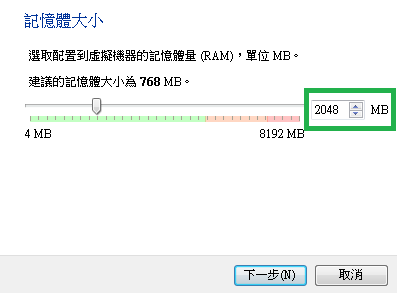 記憶體大小
選取配置到虛擬機器的記憶體量 (RAM)，單位 MB。
建議的記憶體大小為 768 MB。
2048 MB
4 MB 8192 MB
下一步(N) 取消